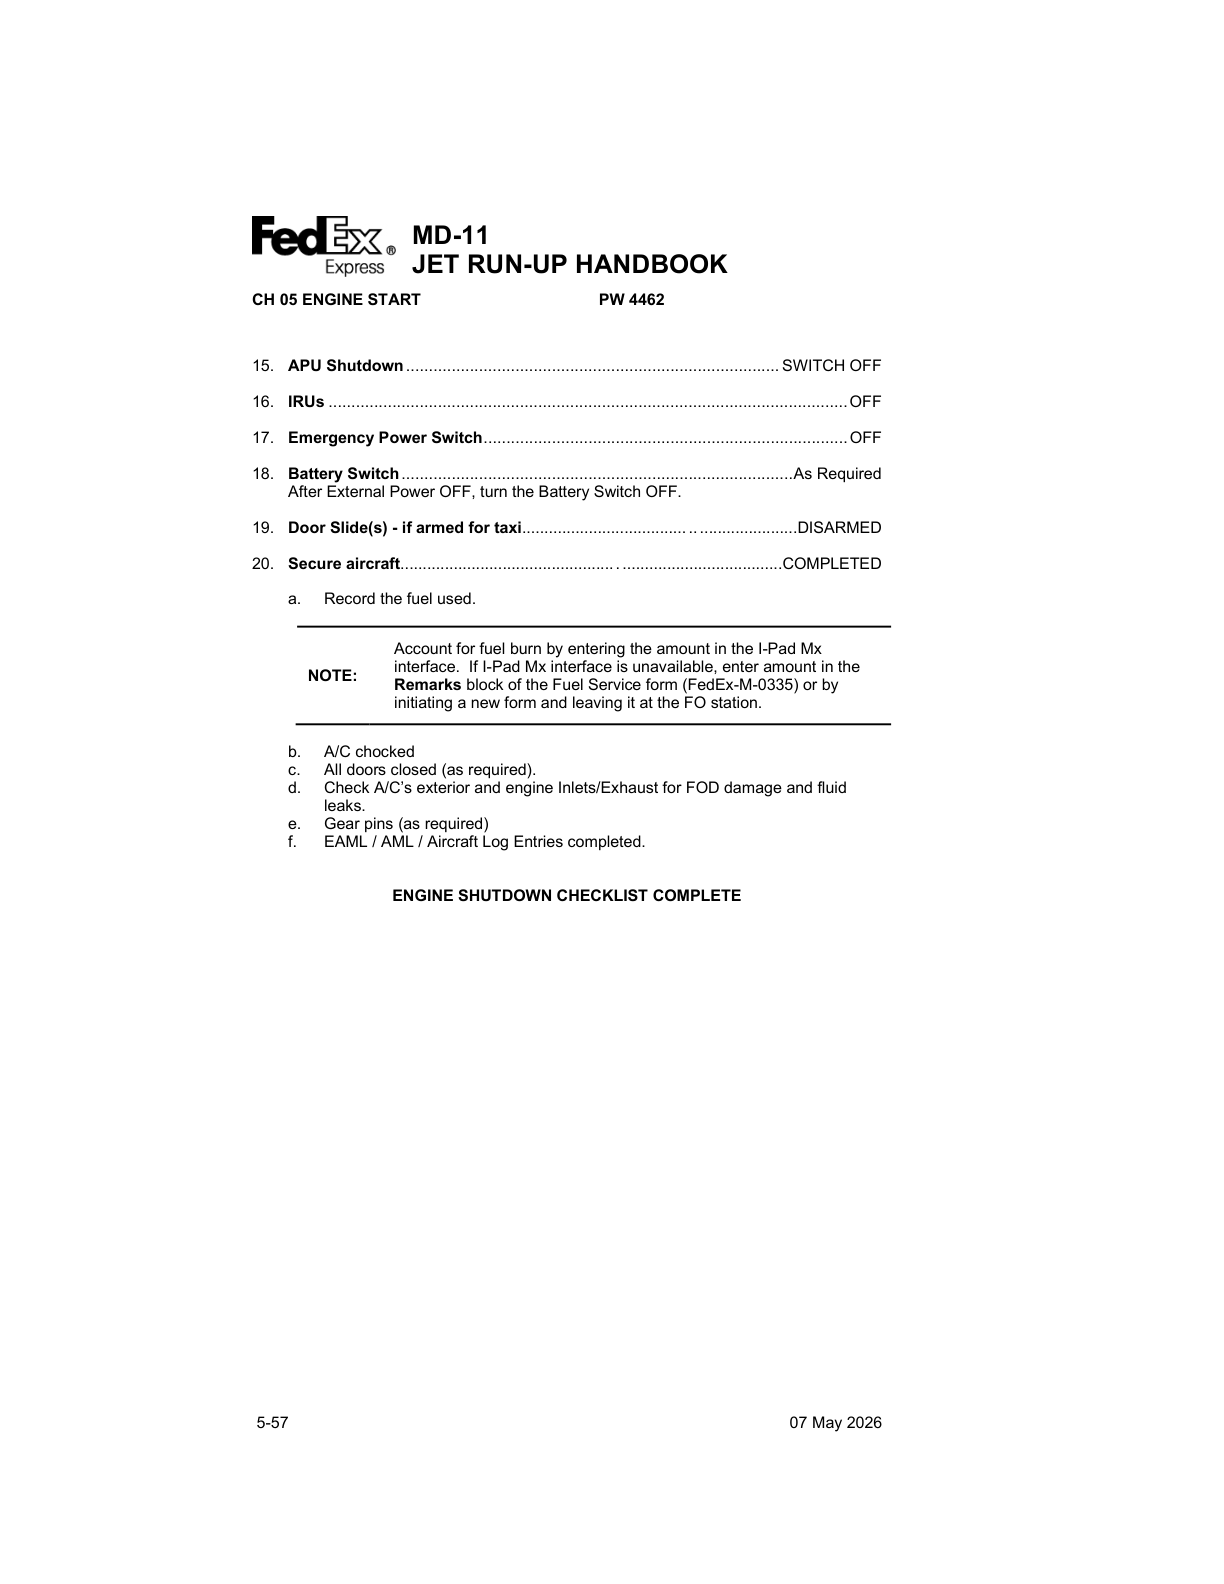 FedEx® Express
MD-11
JET RUN-UP HANDBOOK
CH 05 ENGINE START PW 4462
15. APU Shutdown .................................................................................. SWITCH OFF
16. IRUs .................................................................................................................. OFF
17. Emergency Power Switch................................................................................ OFF
18. Battery Switch ......................................................................................As Required
After External Power OFF, turn the Battery Switch OFF.
19. Door Slide(s) - if armed for taxi..................................... .. ......................DISARMED
20. Secure aircraft............................................... . ....................................COMPLETED
a. Record the fuel used.
NOTE:
Account for fuel burn by entering the amount in the I-Pad Mx
interface. If I-Pad Mx interface is unavailable, enter amount in the
Remarks block of the Fuel Service form (FedEx-M-0335) or by
initiating a new form and leaving it at the FO station.
b. A/C chocked
c. All doors closed (as required).
d. Check A/C’s exterior and engine Inlets/Exhaust for FOD damage and fluid
leaks.
e. Gear pins (as required)
f. EAML / AML / Aircraft Log Entries completed.
ENGINE SHUTDOWN CHECKLIST COMPLETE
5-57 07 May 2026